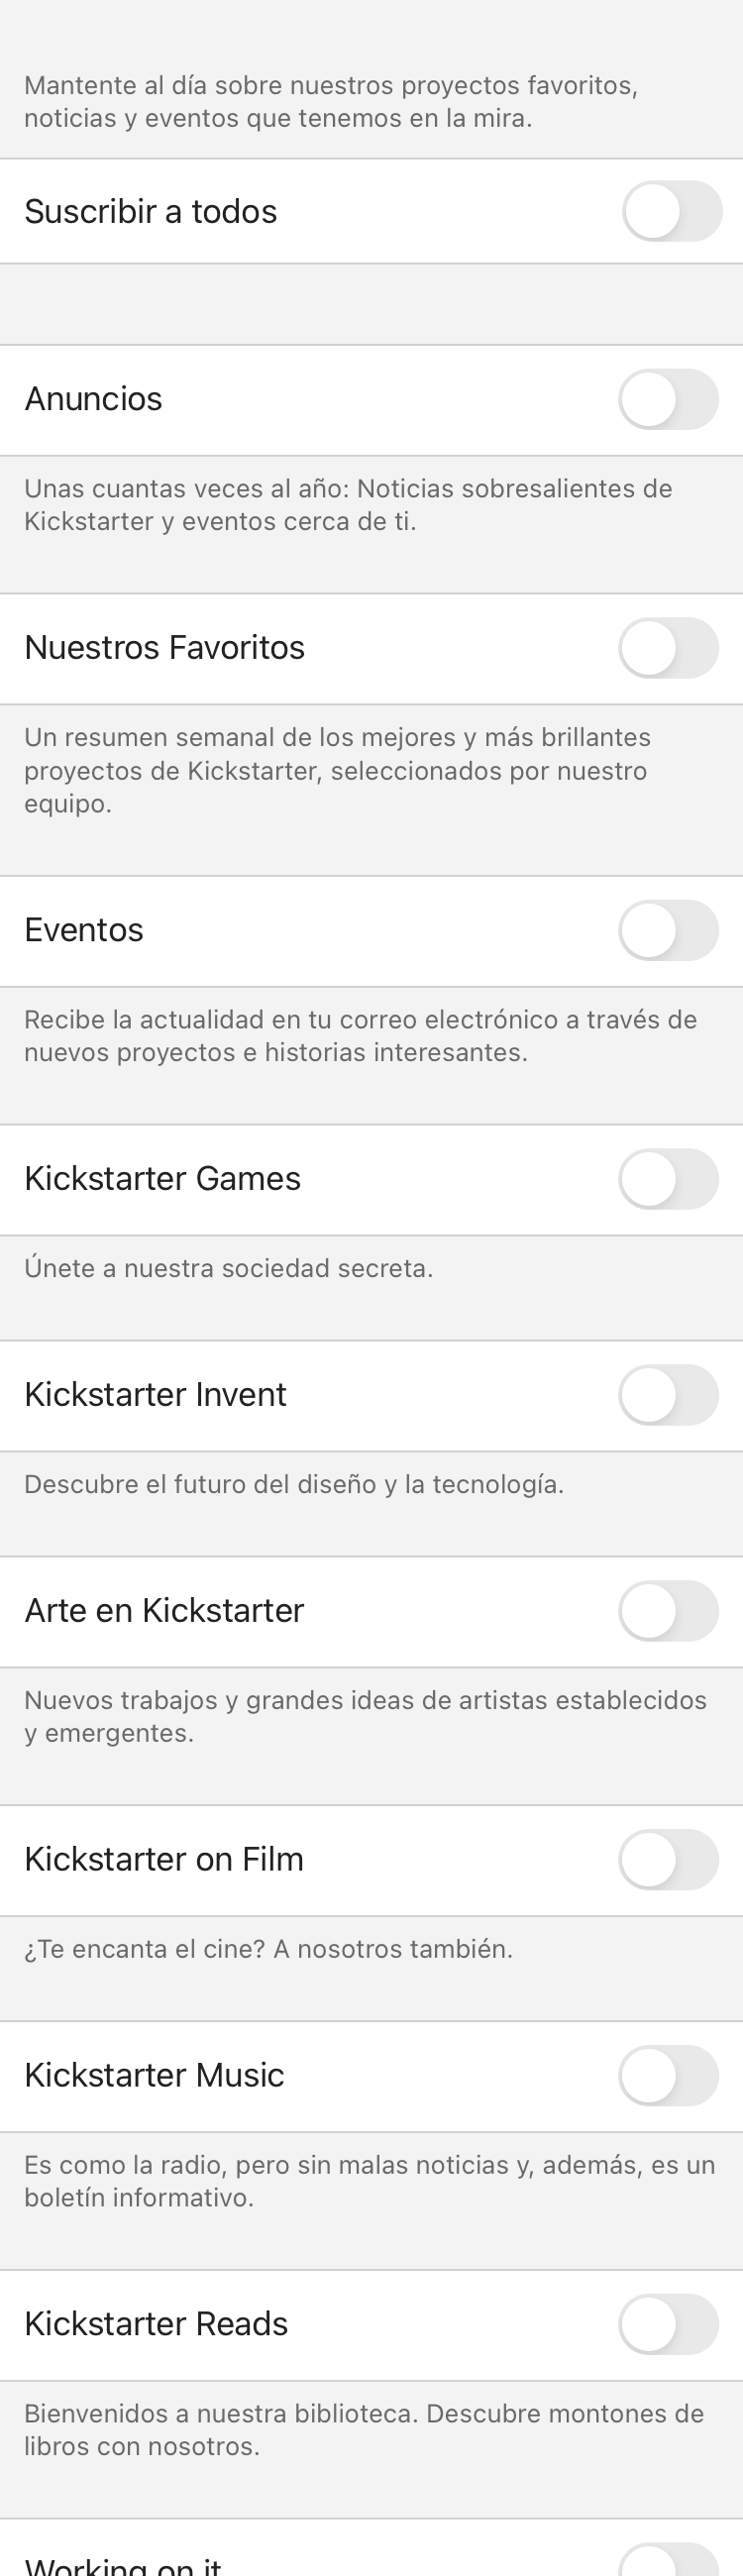 Mantente al día sobre nuestros proyectos favoritos,
noticias y eventos que tenemos en la mira.
Suscribir a todos
Anuncios
Unas cuantas veces al año: Noticias sobresalientes de
Kickstarter y eventos cerca de ti.
Nuestros Favoritos
Un resumen semanal de los mejores y más brillantes
proyectos de Kickstarter, seleccionados por nuestro
equipo.
Eventos
Recibe la actualidad en tu correo electrónico a través de
nuevos proyectos e historias interesantes.
Kickstarter Games
Únete a nuestra sociedad secreta.
Kickstarter Invent
Descubre el futuro del diseño y la tecnología.
Arte en Kickstarter
Nuevos trabajos y grandes ideas de artistas establecidos
y emergentes.
Kickstarter on Film
¿Te encanta el cine? A nosotros también.
Kickstarter Music
Es como la radio, pero sin malas noticias y, además, es un
boletín informativo.
Kickstarter Reads
Bienvenidos a nuestra biblioteca. Descubre montones de
libros con nosotros.
Working on it